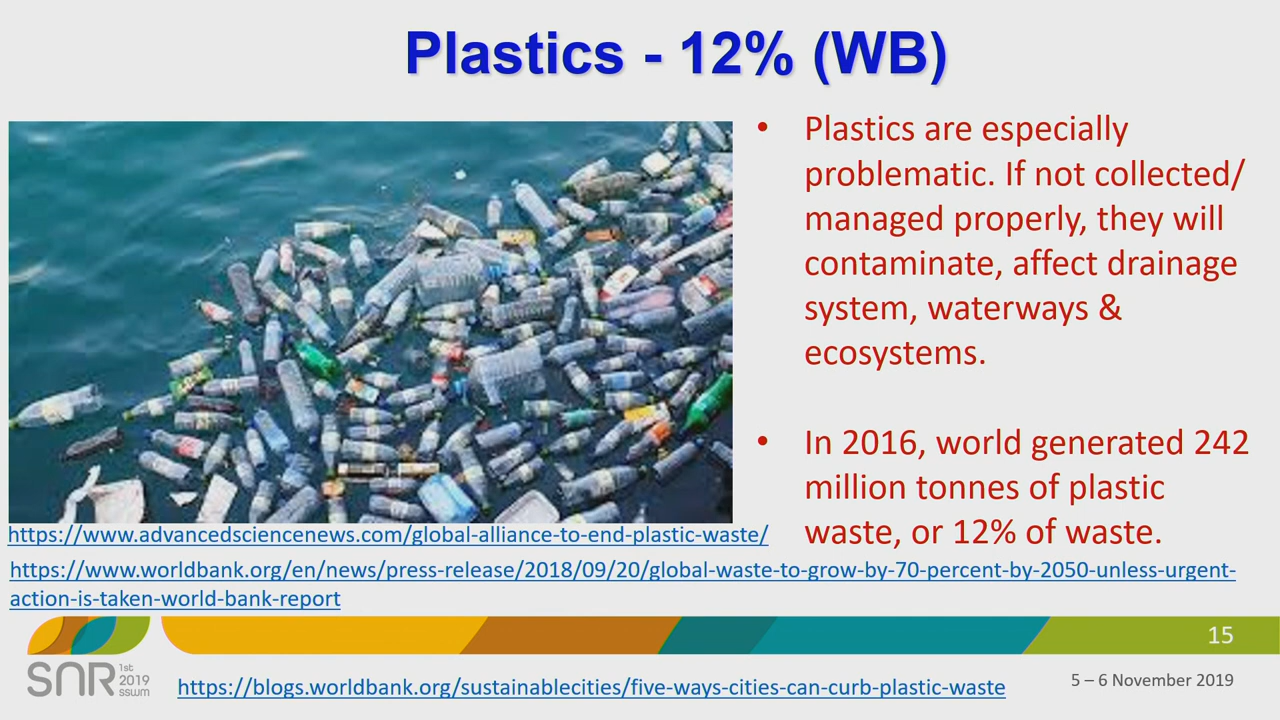 Plastics - 12% (WB)
• Plastics are especially
problematic. If not collected/
managed properly, they will
contaminate, affect drainage
system, waterways &
ecosystems.
• In 2016, world generated 242
million tonnes of plastic
waste, or 12% of waste.
https://www.advancedsciencenews.com/global-alliance-to-end-plastic-waste/
https://www.worldbank.org/en/news/press-release/2018/09/20/global-waste-to-grow-by-70-percent-by-2050-unless-urgent-
action-is-taken-world-bank-report
15
SNR
1st
2019
sswm
https://blogs.worldbank.org/sustainablecities/five-ways-cities-can-curb-plastic-waste
5 – 6 November 2019